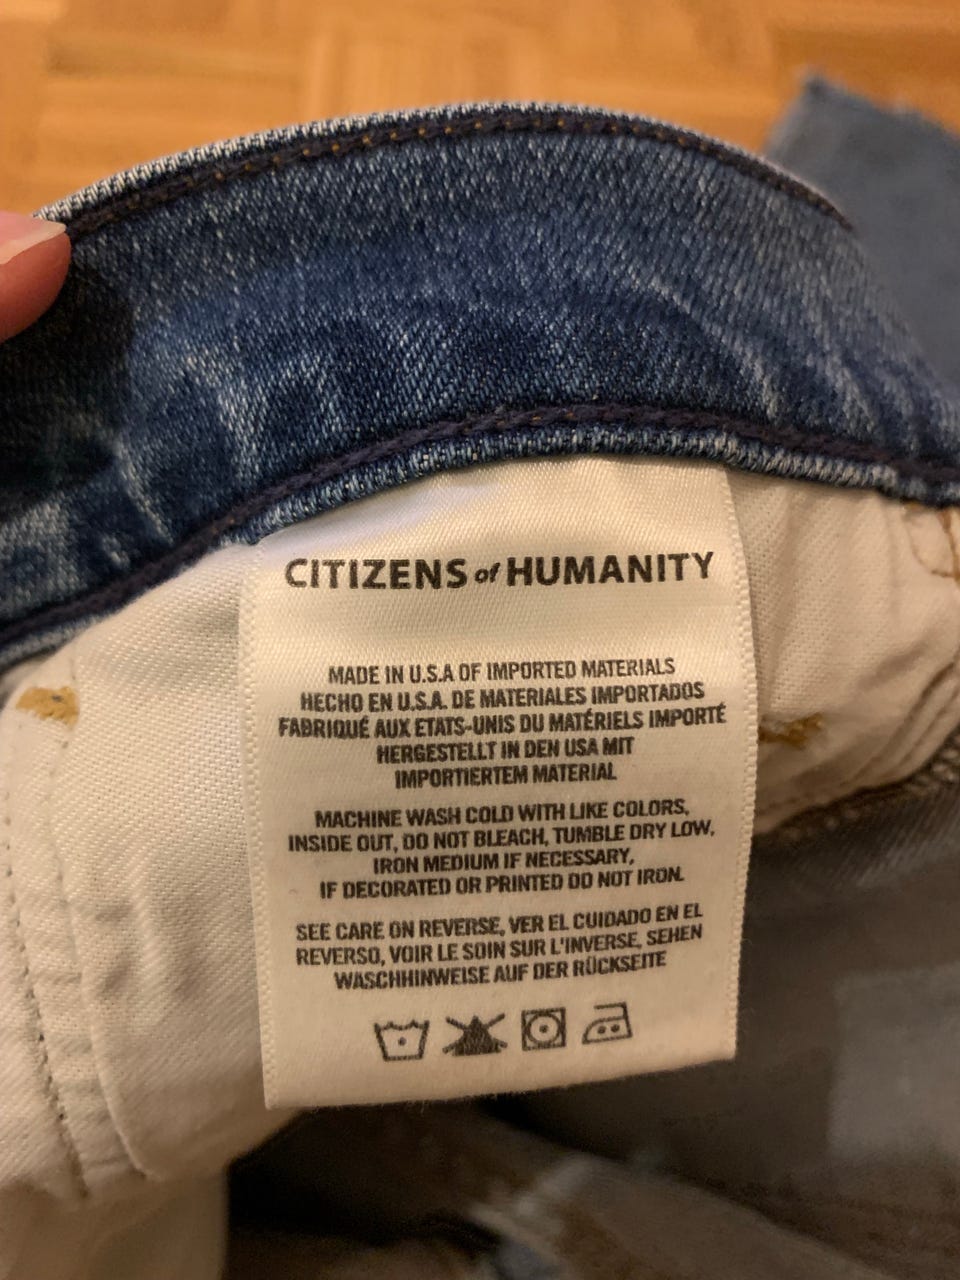 CITIZENS of HUMANITY
MADE IN U.S.A OF IMPORTED MATERIALS
HECHO EN U.S.A. DE MATERIALES IMPORTADOS
FABRIQUÉ AUX ETATS-UNIS DU MATÉRIELS IMPORTÉ
HERGESTELLT IN DEN USA MIT
IMPORTIERTEM MATERIAL
MACHINE WASH COLD WITH LIKE COLORS,
INSIDE OUT, DO NOT BLEACH, TUMBLE DRY LOW,
IRON MEDIUM IF NECESSARY,
IF DECORATED OR PRINTED DO NOT IRON.
SEE CARE ON REVERSE, VER EL CUIDADO EN EL
REVERSO, VOIR LE SOIN SUR L'INVERSE, SEHEN
WASCHHINWEISE AUF DER RÜCKSEITE